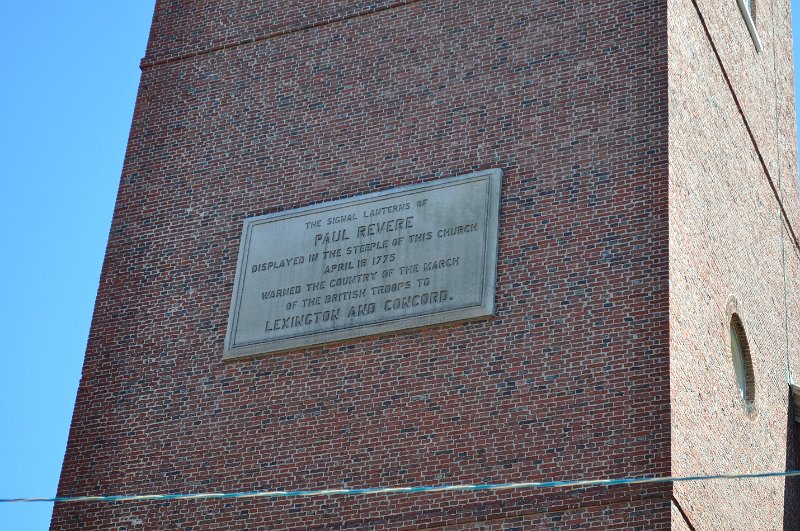 THE SIGNAL LANTERNS OF
PAUL REVERE
DISPLAYED IN THE STEEPLE OF THIS CHURCH
APRIL 18 1775
WARNED THE COUNTRY OF THE MARCH
OF THE BRITISH TROOPS TO
LEXINGTON AND CONCORD.